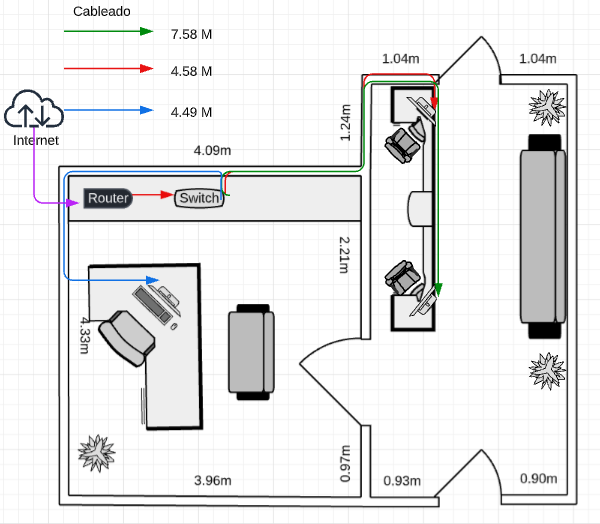 Cableado
7.58 M
4.58 M
4.49 M
Internet
1.04m
1.04m
1.24m
4.09m
Router
Switch
2.21m
4.33m
3.96m
0.97m
0.93m
0.90m